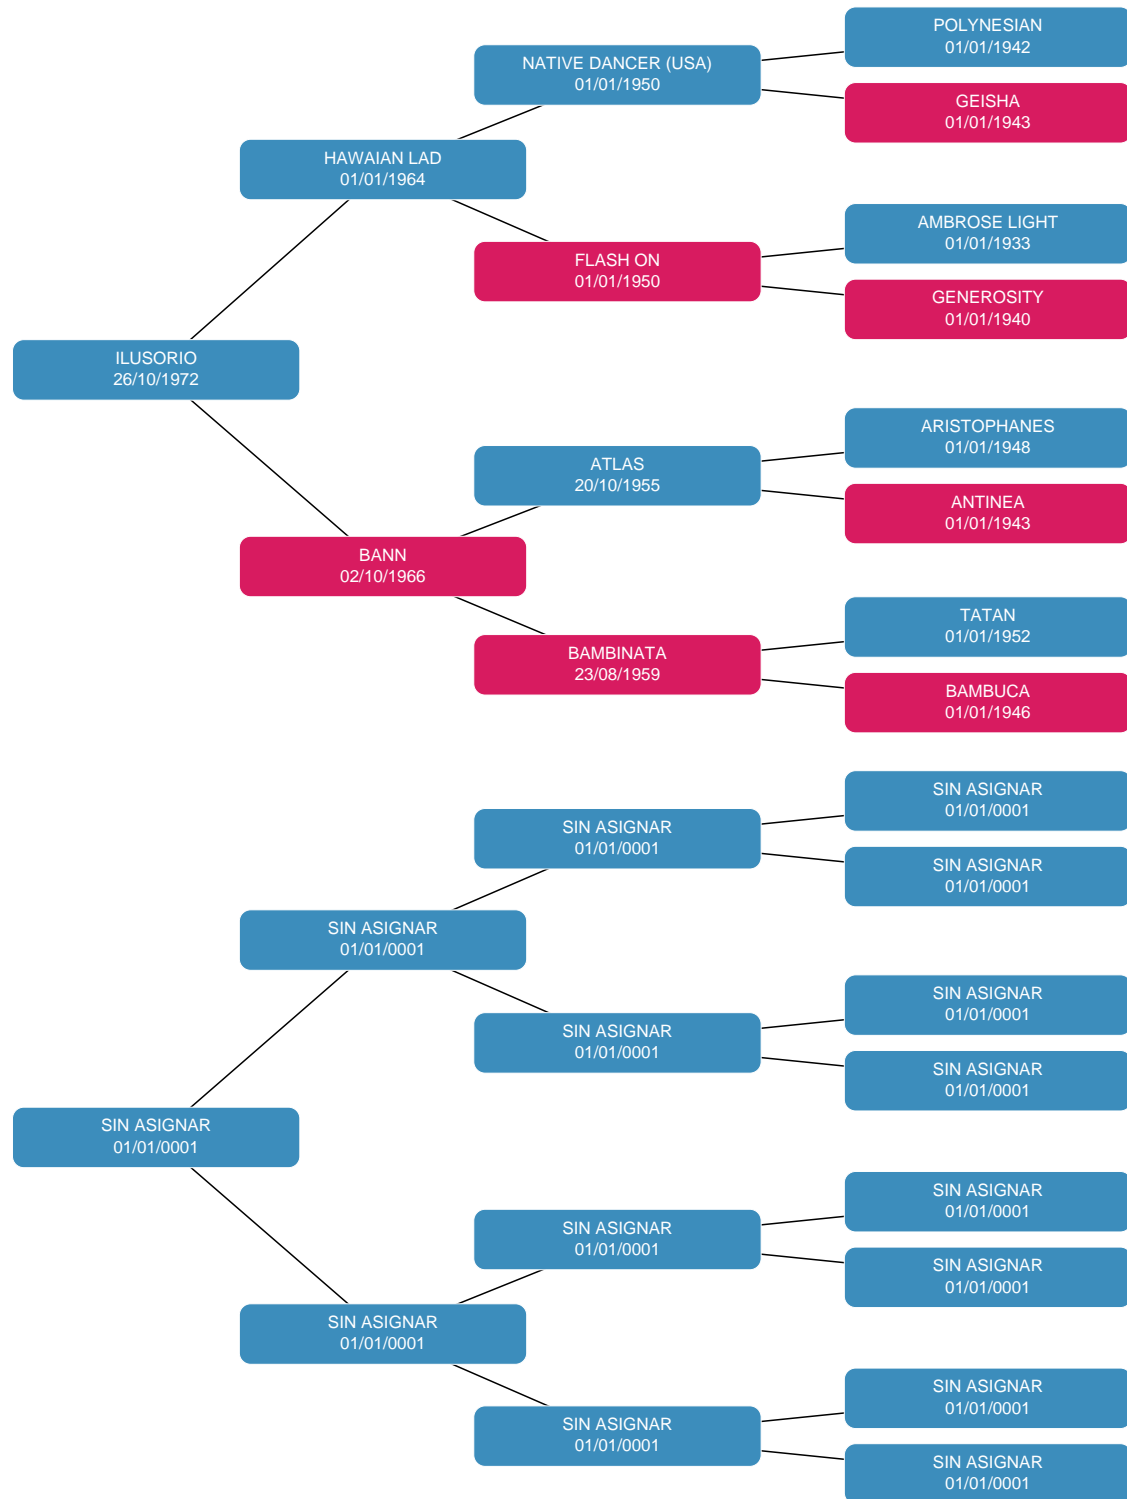 POLYNESIAN
01/01/1942
NATIVE DANCER (USA)
01/01/1950
GEISHA
01/01/1943
HAWAIAN LAD
01/01/1964
AMBROSE LIGHT
01/01/1933
FLASH ON
01/01/1950
GENEROSITY
01/01/1940
ILUSORIO
26/10/1972
ARISTOPHANES
01/01/1948
ATLAS
20/10/1955
ANTINEA
01/01/1943
BANN
02/10/1966
TATAN
01/01/1952
BAMBINATA
23/08/1959
BAMBUCA
01/01/1946
SIN ASIGNAR
01/01/0001
SIN ASIGNAR
01/01/0001
SIN ASIGNAR
01/01/0001
SIN ASIGNAR
01/01/0001
SIN ASIGNAR
01/01/0001
SIN ASIGNAR
01/01/0001
SIN ASIGNAR
01/01/0001
SIN ASIGNAR
01/01/0001
SIN ASIGNAR
01/01/0001
SIN ASIGNAR
01/01/0001
SIN ASIGNAR
01/01/0001
SIN ASIGNAR
01/01/0001
SIN ASIGNAR
01/01/0001
SIN ASIGNAR
01/01/0001
SIN ASIGNAR
01/01/0001